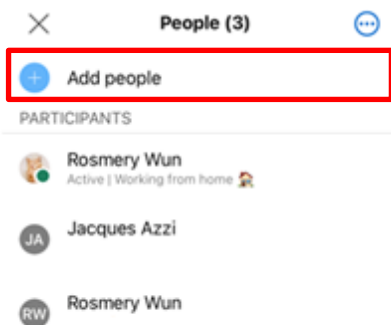 People (3)
Add people
PARTICIPANTS
Rosmery Wun
Active | Working from home 🏠
JA
Jacques Azzi
RW
Rosmery Wun